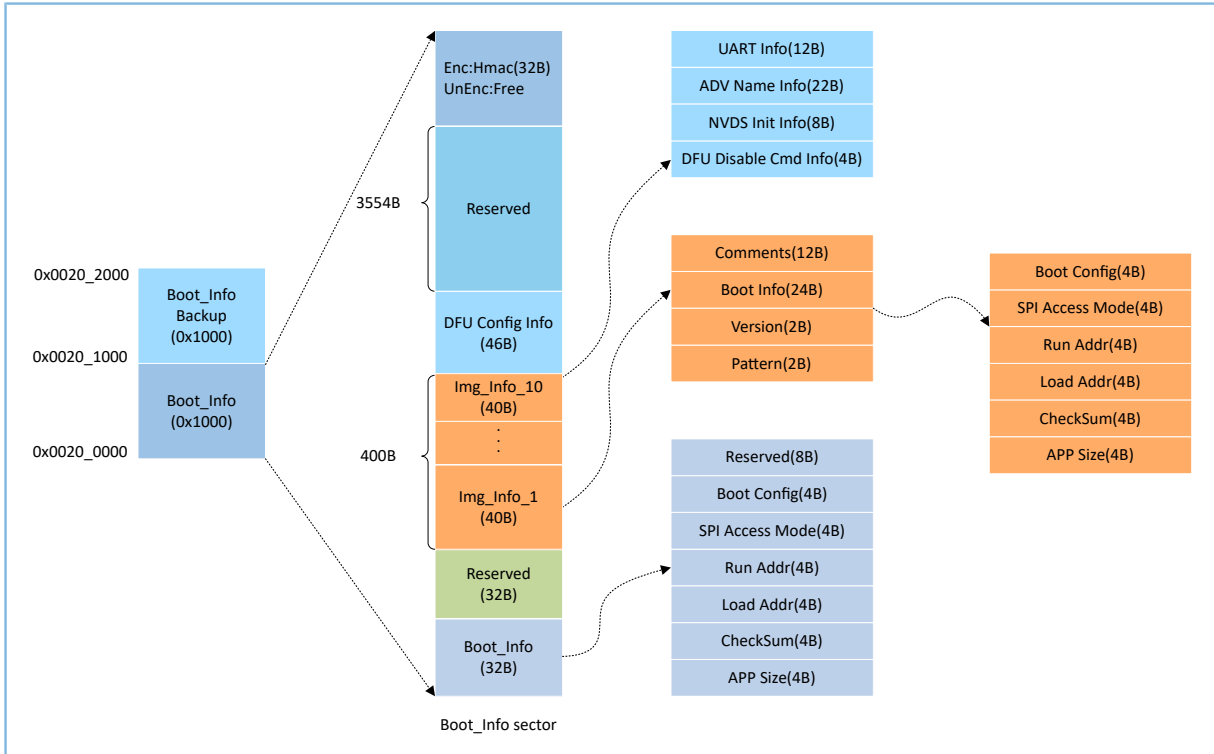 0x0020_2000
0x0020_1000
0x0020_0000
Boot_Info
Backup
(0x1000)
Boot_Info
(0x1000)
3554B
400B
Enc:Hmac(32B)
UnEnc:Free
Reserved
DFU Config Info
(46B)
Img_Info_10
(40B)
.
.
.
Img_Info_1
(40B)
Reserved
(32B)
Boot_Info
(32B)
Boot_Info sector
UART Info(12B)
ADV Name Info(22B)
NVDS Init Info(8B)
DFU Disable Cmd Info(4B)
Comments(12B)
Boot Info(24B)
Version(2B)
Pattern(2B)
Reserved(8B)
Boot Config(4B)
SPI Access Mode(4B)
Run Addr(4B)
Load Addr(4B)
CheckSum(4B)
APP Size(4B)
Boot Config(4B)
SPI Access Mode(4B)
Run Addr(4B)
Load Addr(4B)
CheckSum(4B)
APP Size(4B)